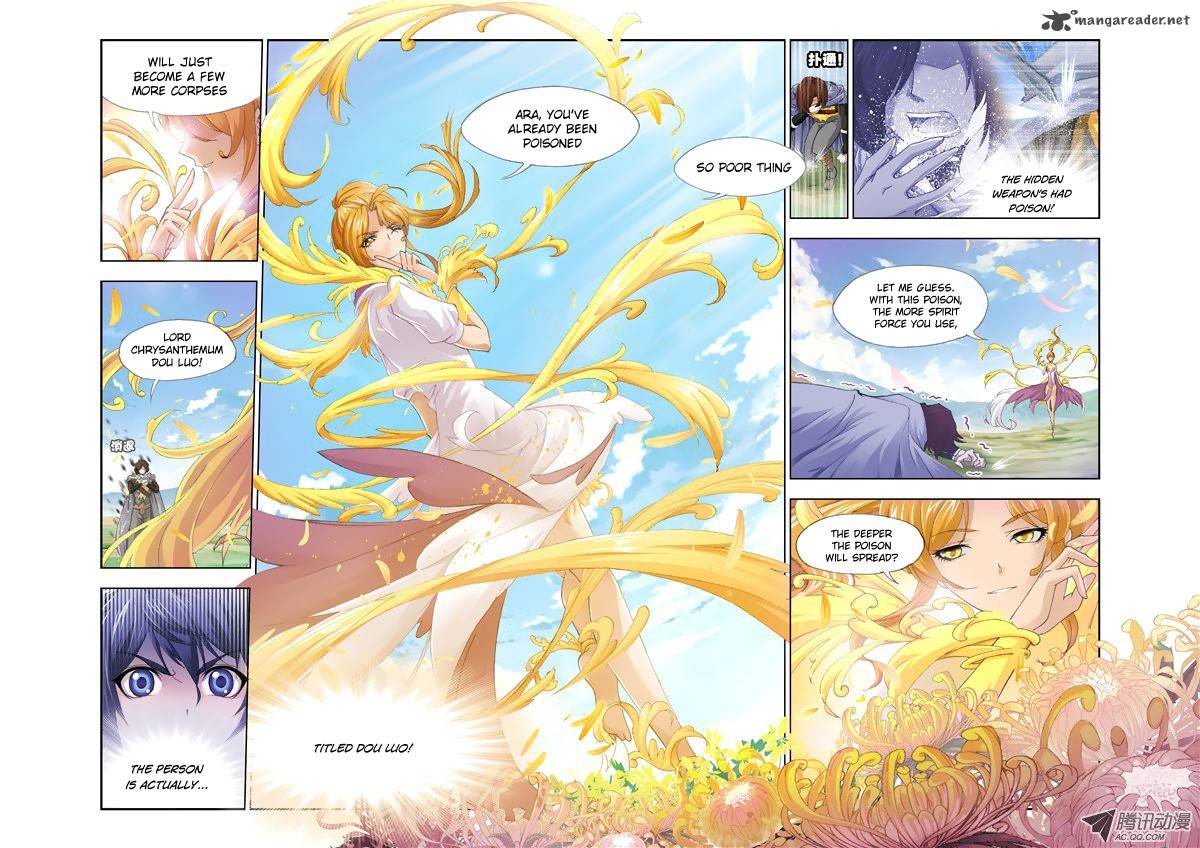 mangareader.net
WILL JUST
BECOME A FEW
MORE CORPSES
LORD
CHRYSANTHEMUM
DOU LUO!
消退
THE PERSON
IS ACTUALLY...
ARA, YOU'VE
ALREADY BEEN
POISONED
SO POOR THING
TITLED DOU LUO!
扑通!
THE HIDDEN
WEAPON'S HAD
POISON!
LET ME GUESS.
WITH THIS POISON,
THE MORE SPIRIT
FORCE YOU USE,
THE DEEPER
THE POISON
WILL SPREAD?
腾讯动漫
AC.QQ.COM